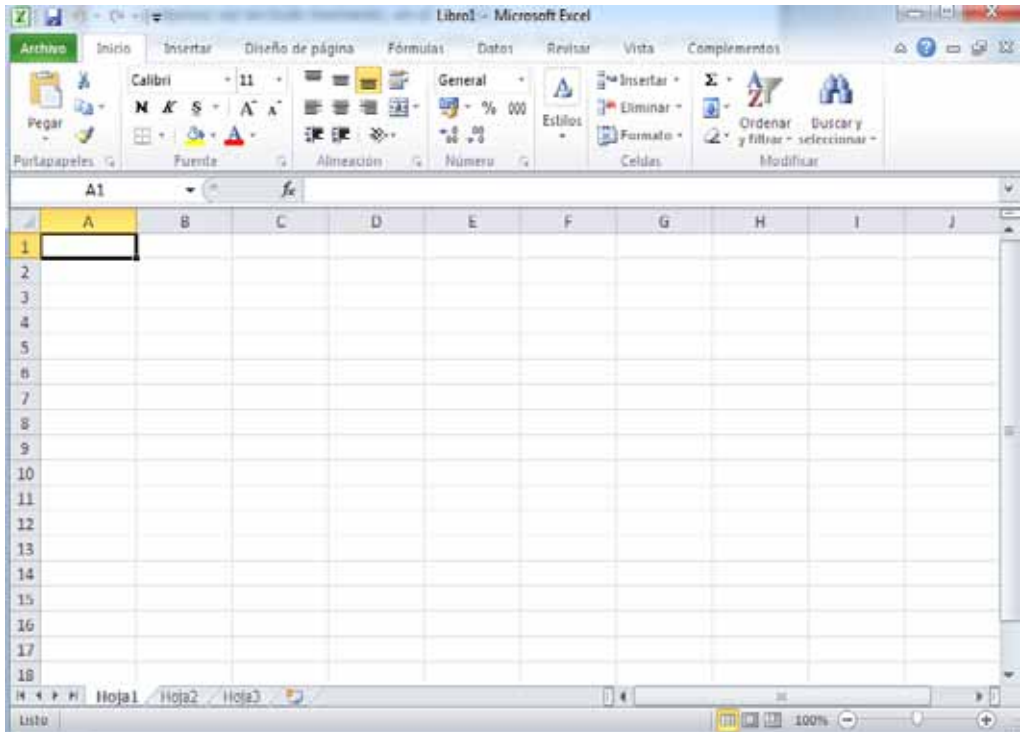 Libro1 - Microsoft Excel
Archivo Inicio Insertar Diseño de página Fórmulas Datos Revisar Vista Complementos
Calibri 11 General Insertar Σ
N K S A A % 000 Eliminar
Pegar Estilos Formato Ordenar y filtrar Buscar y seleccionar
Portapapeles Fuente Alineación Número Celdas Modificar
A1 fx
A B C D E F G H I J
1
2
3
4
5
6
7
8
9
10
11
12
13
14
15
16
17
18
Hoja1 Hoja2 Hoja3
Listo 100%